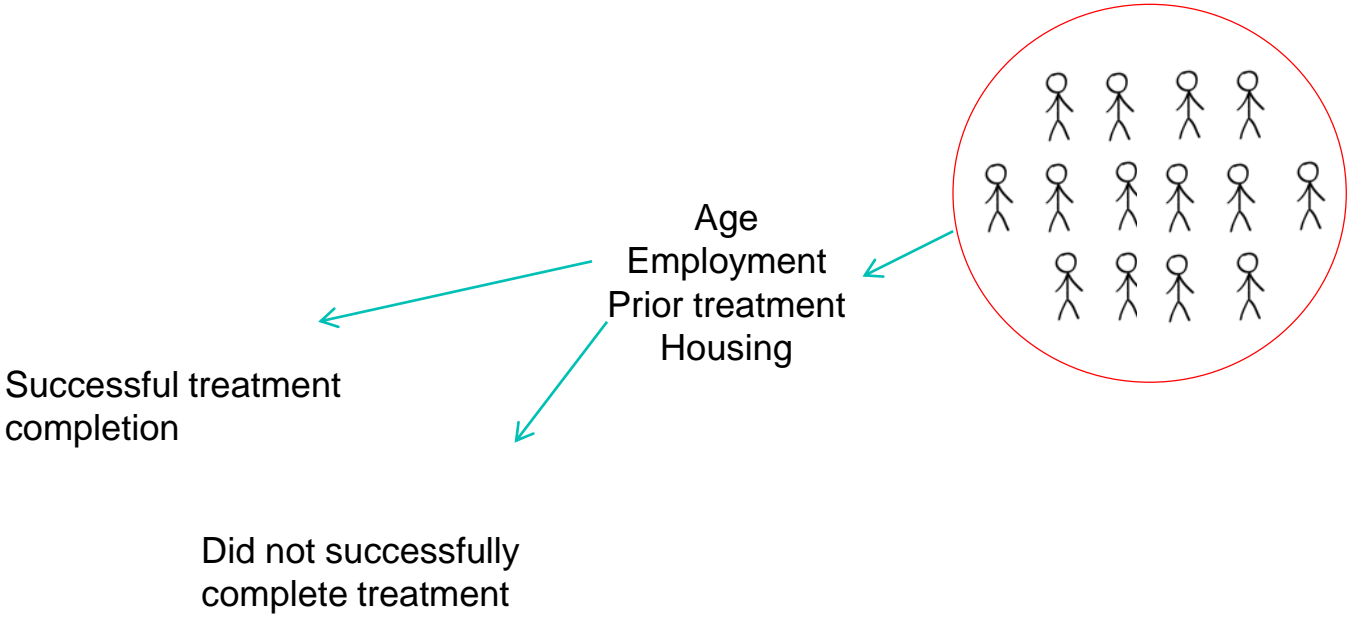 Age
Employment
Prior treatment
Housing
Successful treatment
completion
Did not successfully
complete treatment